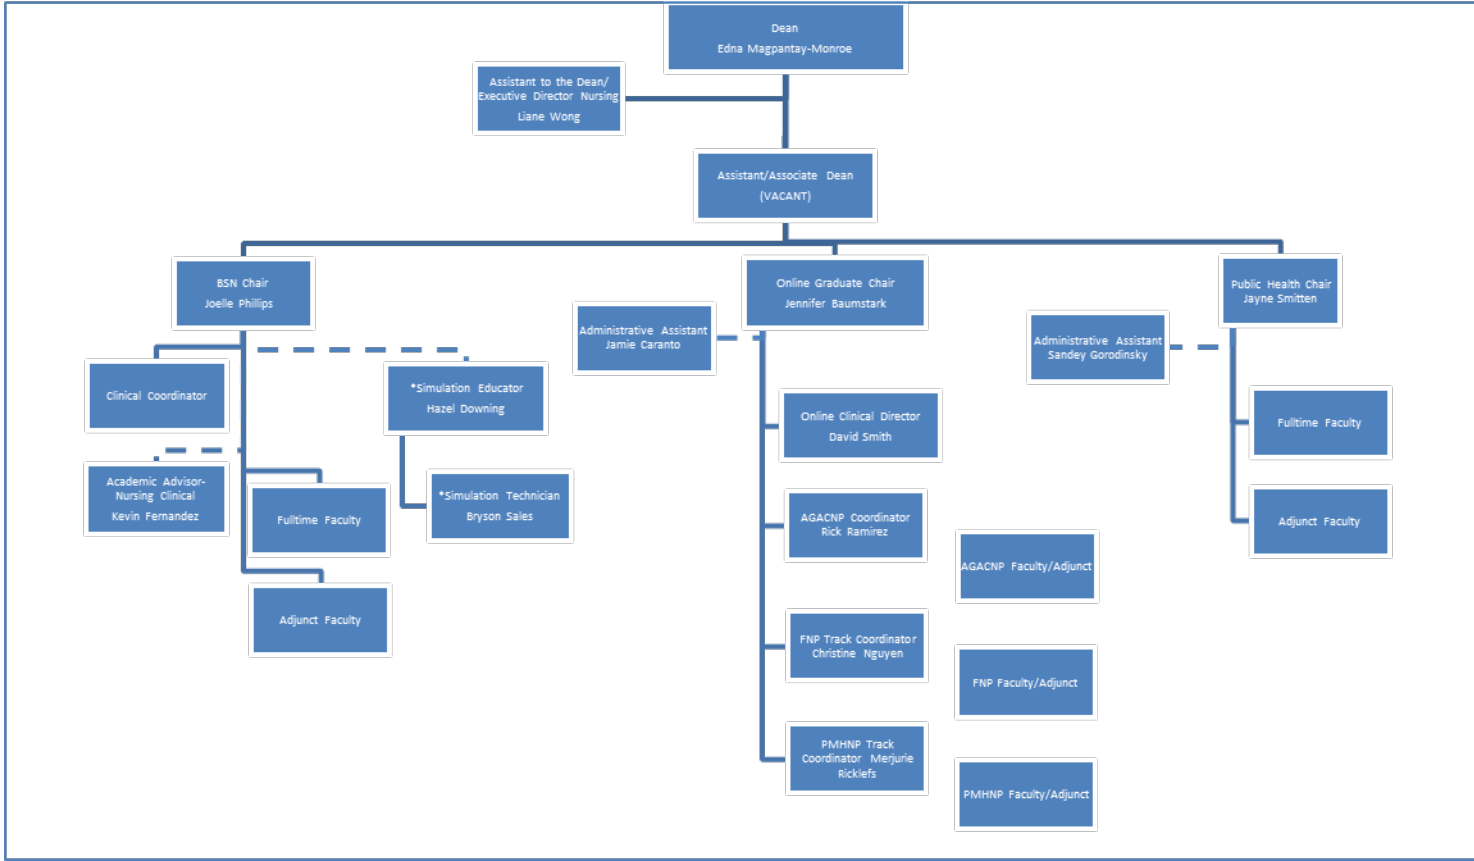 Dean
Edna Magpantay-Monroe
Assistant to the Dean/
Executive Director Nursing
Liane Wong
Assistant/Associate Dean
(VACANT)
BSN Chair
Joelle Phillips
Online Graduate Chair
Jennifer Baumstark
Public Health Chair
Jayne Smitten
Administrative Assistant
Jamie Caranto
Administrative Assistant
Sandey Gorodinsky
Clinical Coordinator
*Simulation Educator
Hazel Downing
Online Clinical Director
David Smith
Fulltime Faculty
Academic Advisor-
Nursing Clinical
Kevin Fernandez
Fulltime Faculty
*Simulation Technician
Bryson Sales
AGACNP Coordinator
Rick Ramirez
Adjunct Faculty
AGACNP Faculty/Adjunct
Adjunct Faculty
FNP Track Coordinator
Christine Nguyen
FNP Faculty/Adjunct
PMHNP Track
Coordinator Merjurie
Ricklefs
PMHNP Faculty/Adjunct